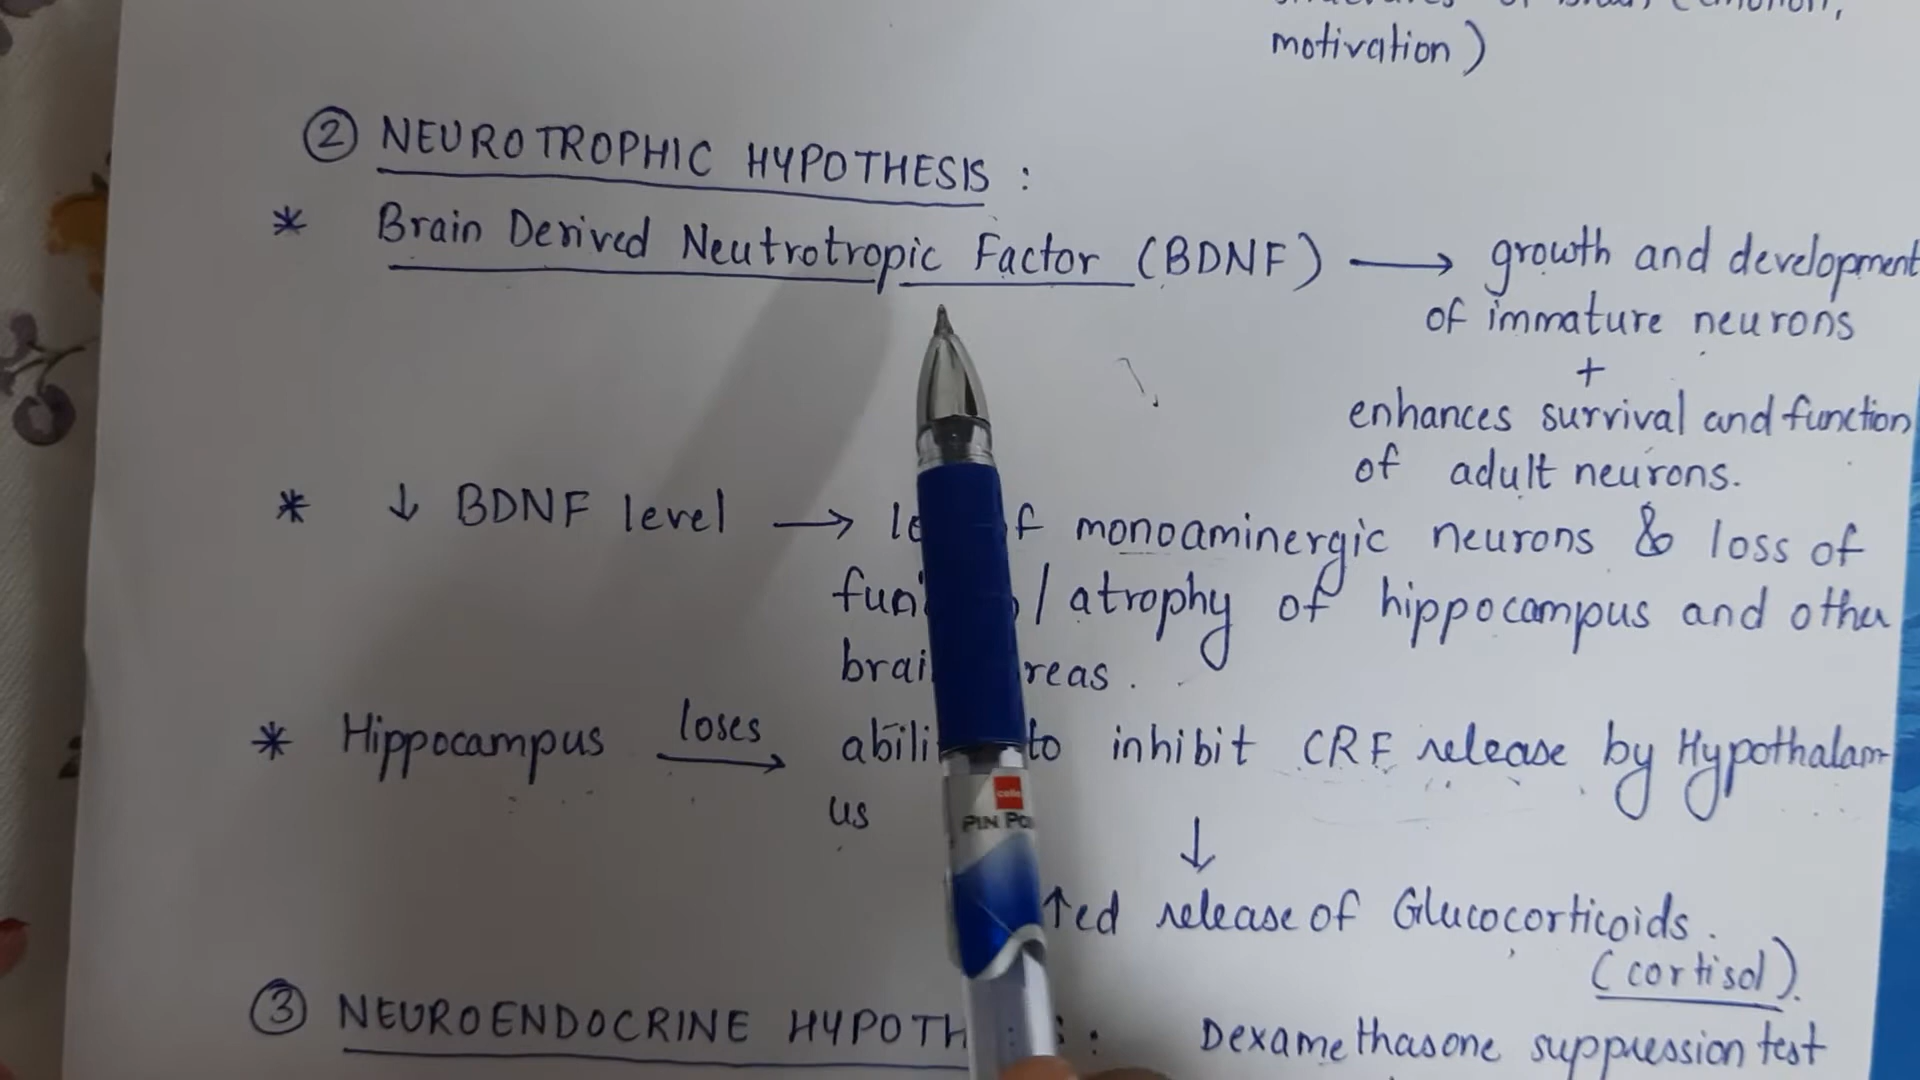 motivation)
② NEUROTROPHIC HYPOTHESIS :
* Brain Derived Neutrotropic Factor (BDNF) → growth and development
of immature neurons
+
enhances survival and function
of adult neurons.
* ↓ BDNF level → monoaminergic neurons & loss of
/ atrophy of hippocampus and other
* Hippocampus loses → to inhibit CRF release by Hypothalam-
us
↓
↑ed release of Glucocorticoids.
(cortisol).
③ NEUROENDOCRINE : Dexamethasone suppression test
cello
PIN